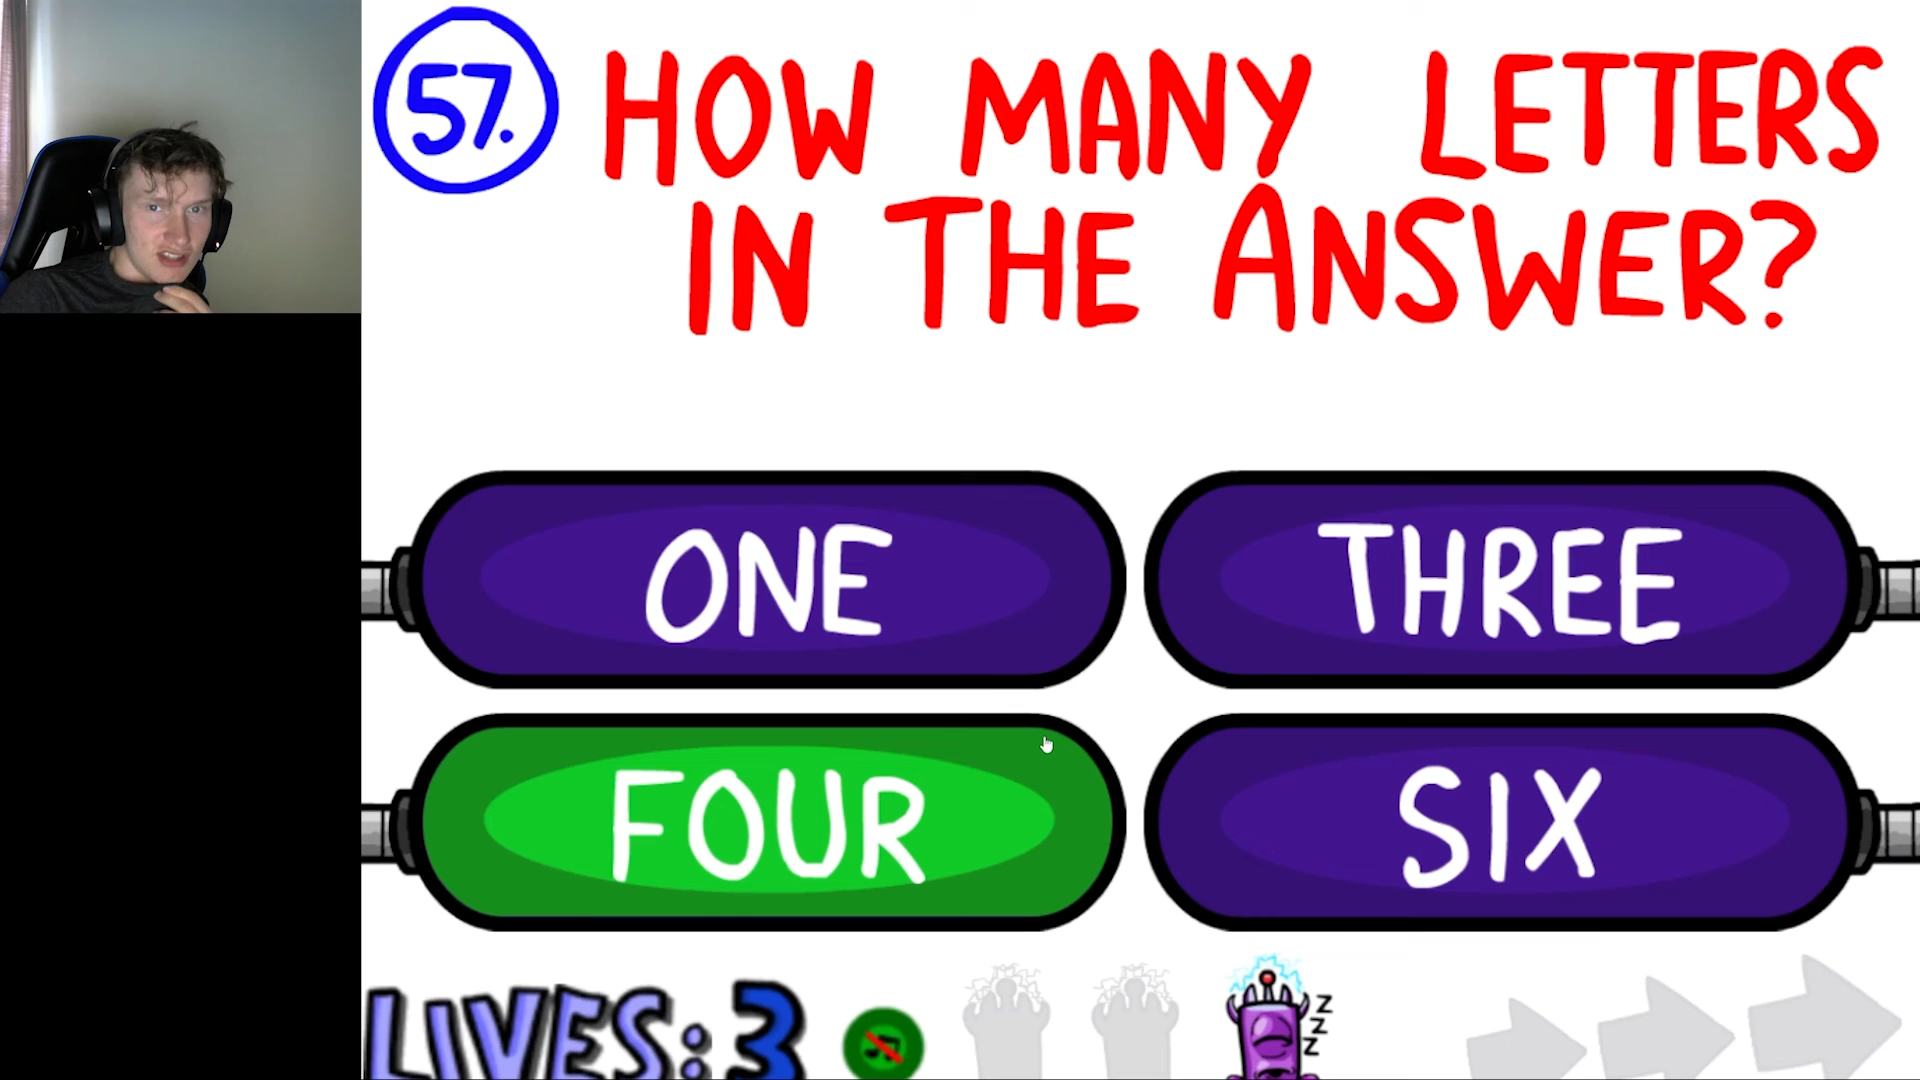 57. HOW MANY LETTERS
IN THE ANSWER?
ONE
THREE
FOUR
SIX
LIVES: 3
Z
Z
Z